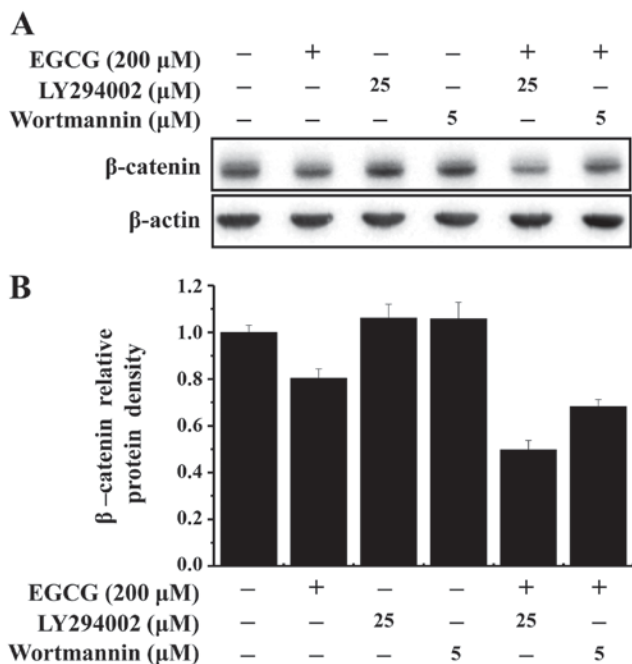 A
EGCG (200 μM) – + – – + +
LY294002 (μM) – – 25 – 25 –
Wortmannin (μM) – – – 5 – 5
β-catenin
β-actin
B
β–catenin relative
protein density
1.2
1.0
0.8
0.6
0.4
0.2
0.0
EGCG (200 μM) – + – – + +
LY294002 (μM) – – 25 – 25 –
Wortmannin (μM) – – – 5 – 5